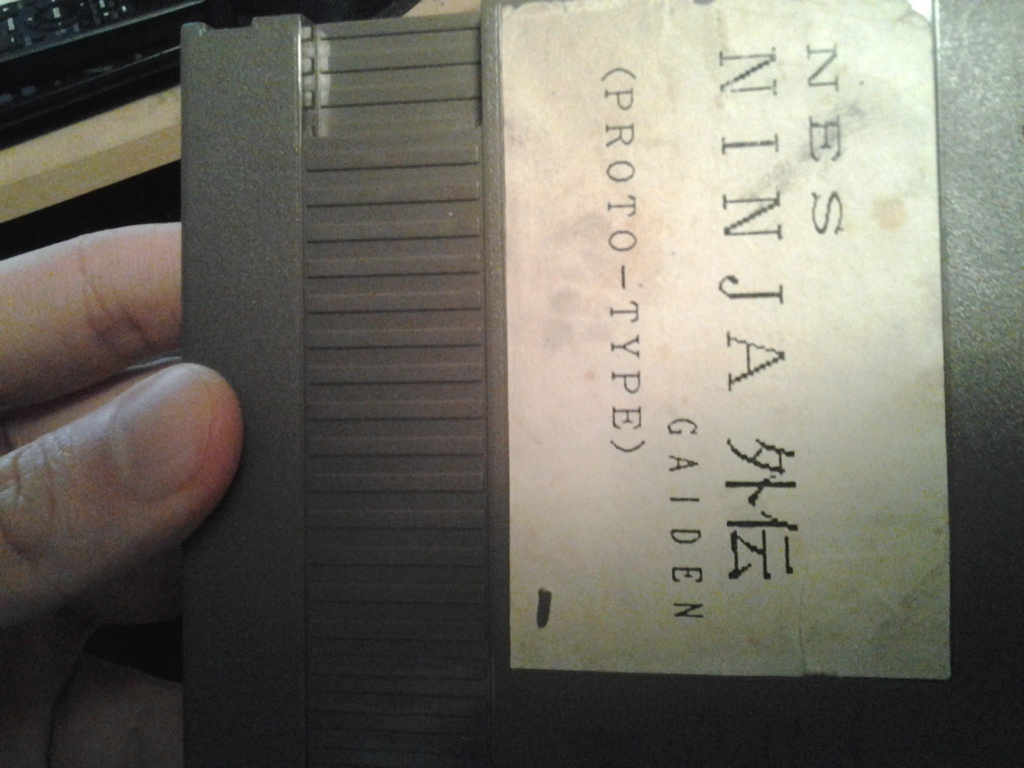 NES
NINJA 外伝
GAIDEN
(PROTO-TYPE)